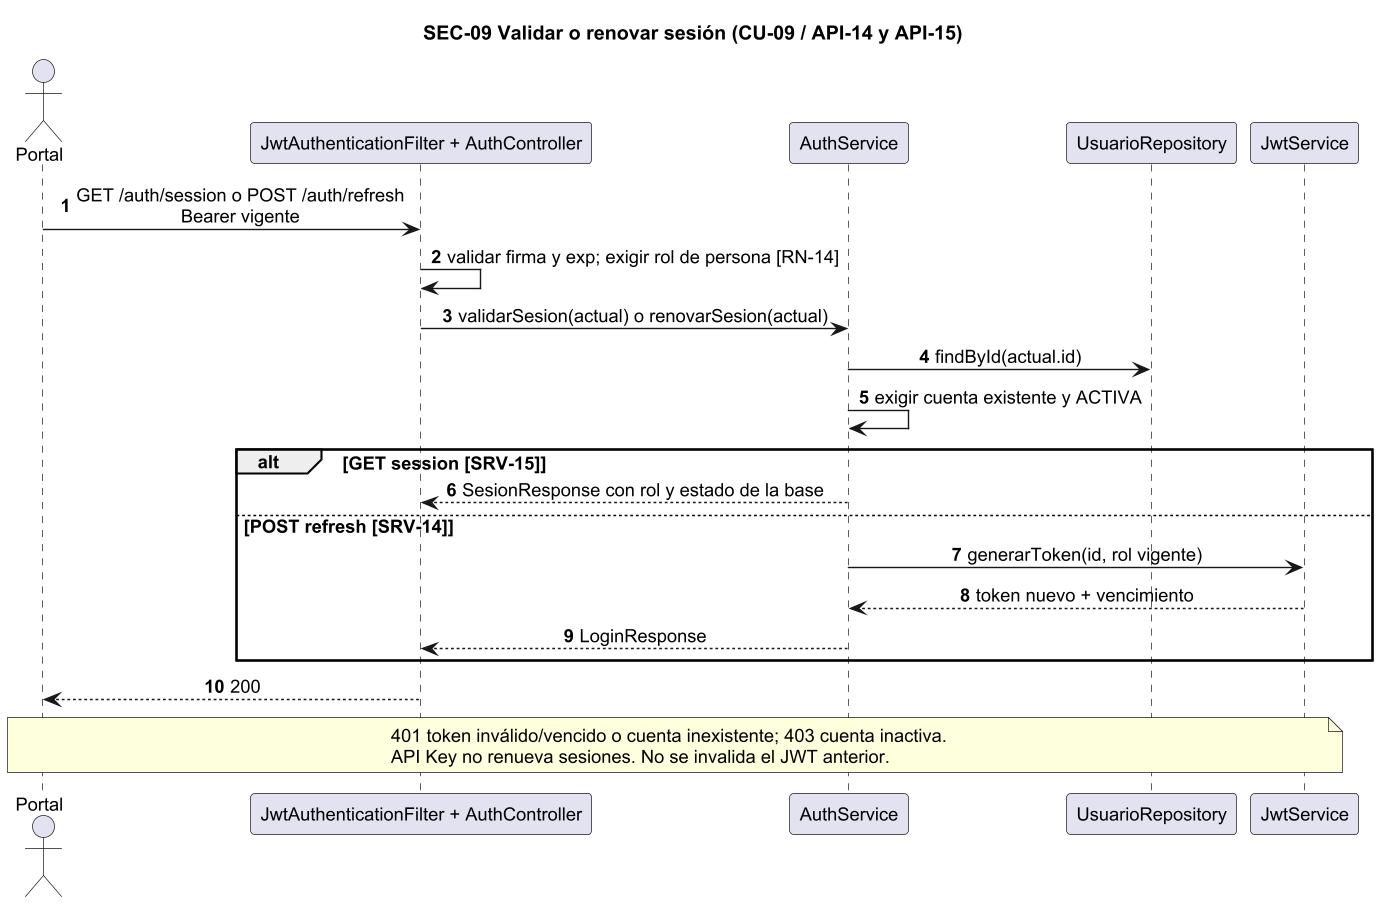 SEC-09 Validar o renovar sesión (CU-09 / API-14 y API-15)
Portal
JwtAuthenticationFilter + AuthController
AuthService
UsuarioRepository
JwtService
1 GET /auth/session o POST /auth/refresh
Bearer vigente
2 validar firma y exp; exigir rol de persona [RN-14]
3 validarSesion(actual) o renovarSesion(actual)
4 findById(actual.id)
5 exigir cuenta existente y ACTIVA
alt [GET session [SRV-15]]
6 SesionResponse con rol y estado de la base
[POST refresh [SRV-14]]
7 generarToken(id, rol vigente)
8 token nuevo + vencimiento
9 LoginResponse
10 200
401 token inválido/vencido o cuenta inexistente; 403 cuenta inactiva.
API Key no renueva sesiones. No se invalida el JWT anterior.
Portal
JwtAuthenticationFilter + AuthController
AuthService
UsuarioRepository
JwtService